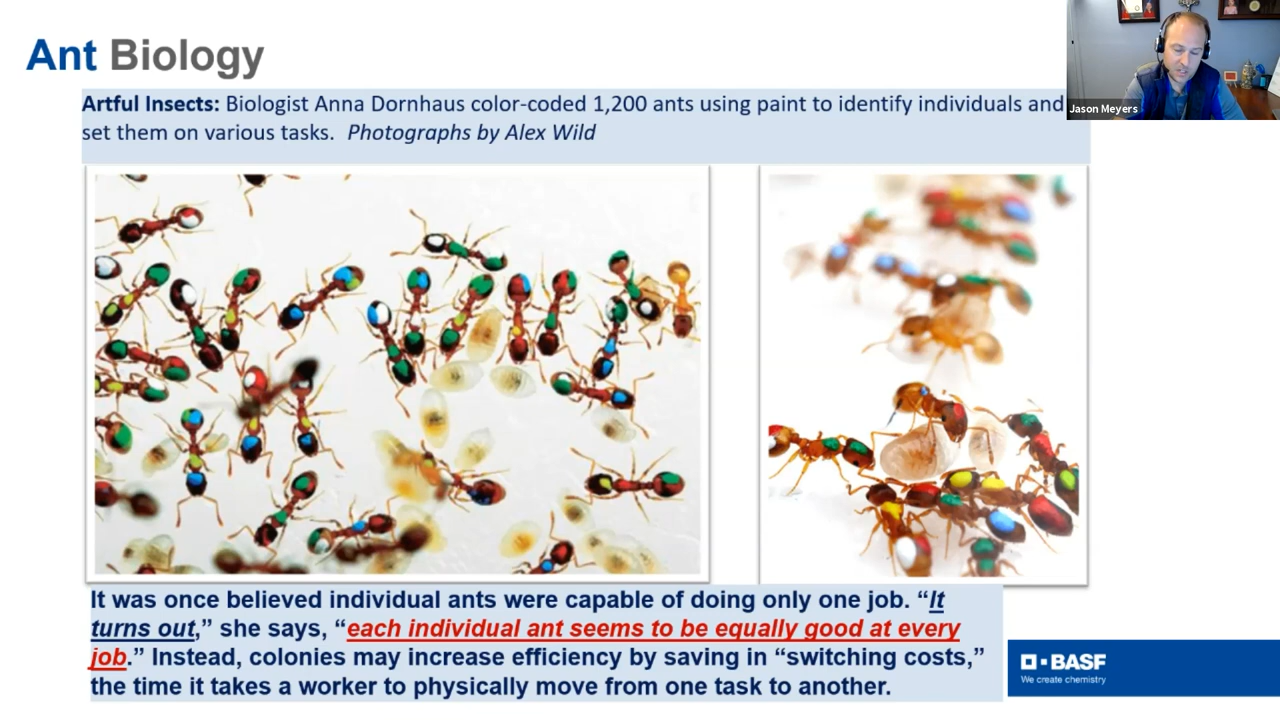 Ant Biology
Jason Meyers
Artful Insects: Biologist Anna Dornhaus color-coded 1,200 ants using paint to identify individuals and
set them on various tasks. Photographs by Alex Wild
It was once believed individual ants were capable of doing only one job. “It
turns out,” she says, “each individual ant seems to be equally good at every
job.” Instead, colonies may increase efficiency by saving in “switching costs,”
the time it takes a worker to physically move from one task to another.
BASF
We create chemistry